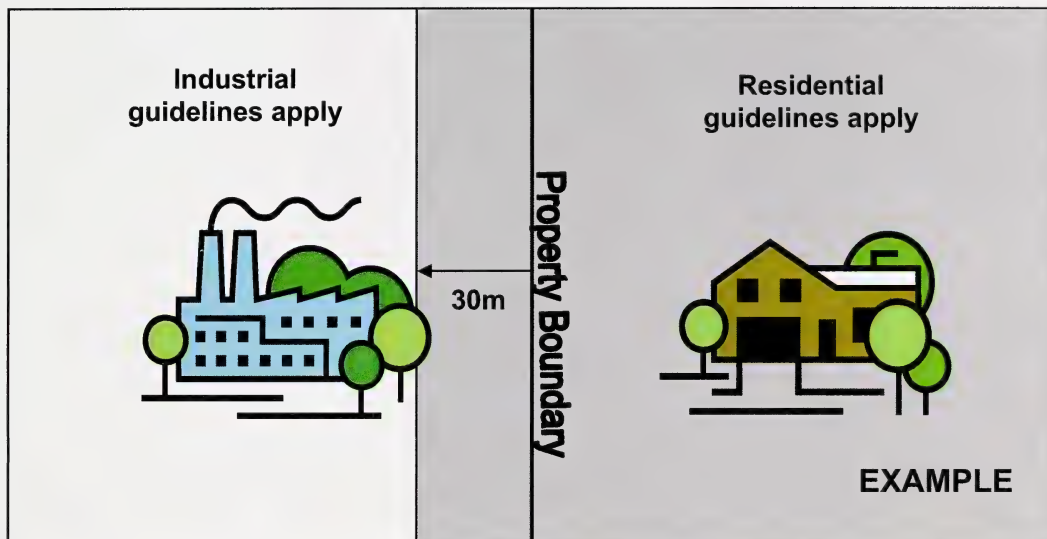 Industrial
guidelines apply
Residential
guidelines apply
30m
Property Boundary
EXAMPLE